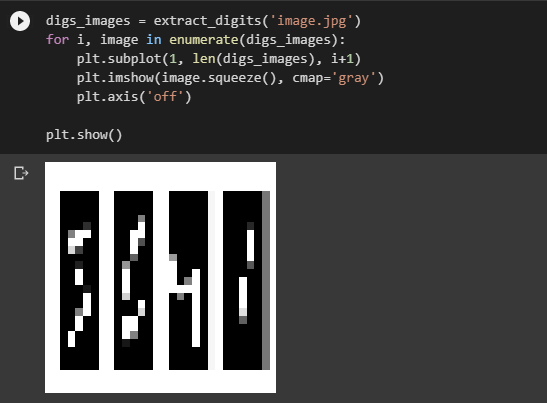 digs_images = extract_digits('image.jpg')
for i, image in enumerate(digs_images):
    plt.subplot(1, len(digs_images), i+1)
    plt.imshow(image.squeeze(), cmap='gray')
    plt.axis('off')

plt.show()